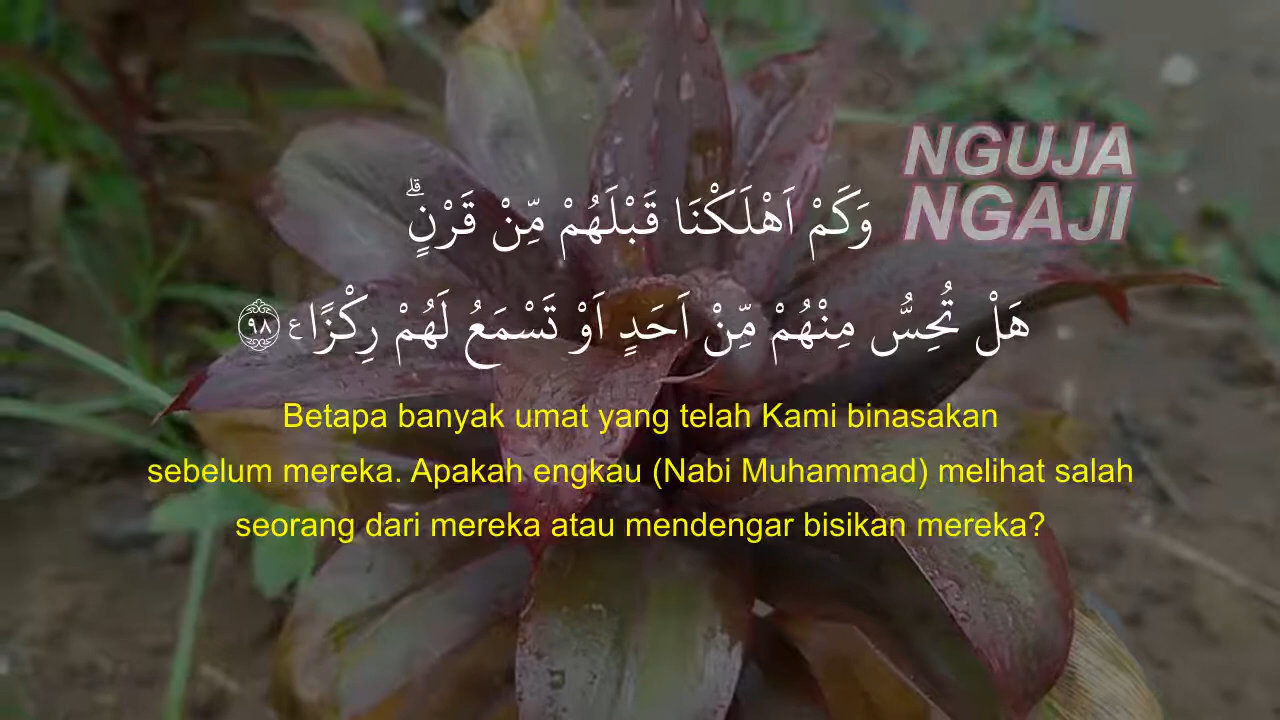 NGUJA
NGAJI
وَكَمْ اَهْلَكْنَا قَبْلَهُمْ مِّنْ قَرْنٍۗ
هَلْ تُحِسُّ مِنْهُمْ مِّنْ اَحَدٍ اَوْ تَسْمَعُ لَهُمْ رِكْزًا ࣖ ٩٨
Betapa banyak umat yang telah Kami binasakan
sebelum mereka. Apakah engkau (Nabi Muhammad) melihat salah
seorang dari mereka atau mendengar bisikan mereka?